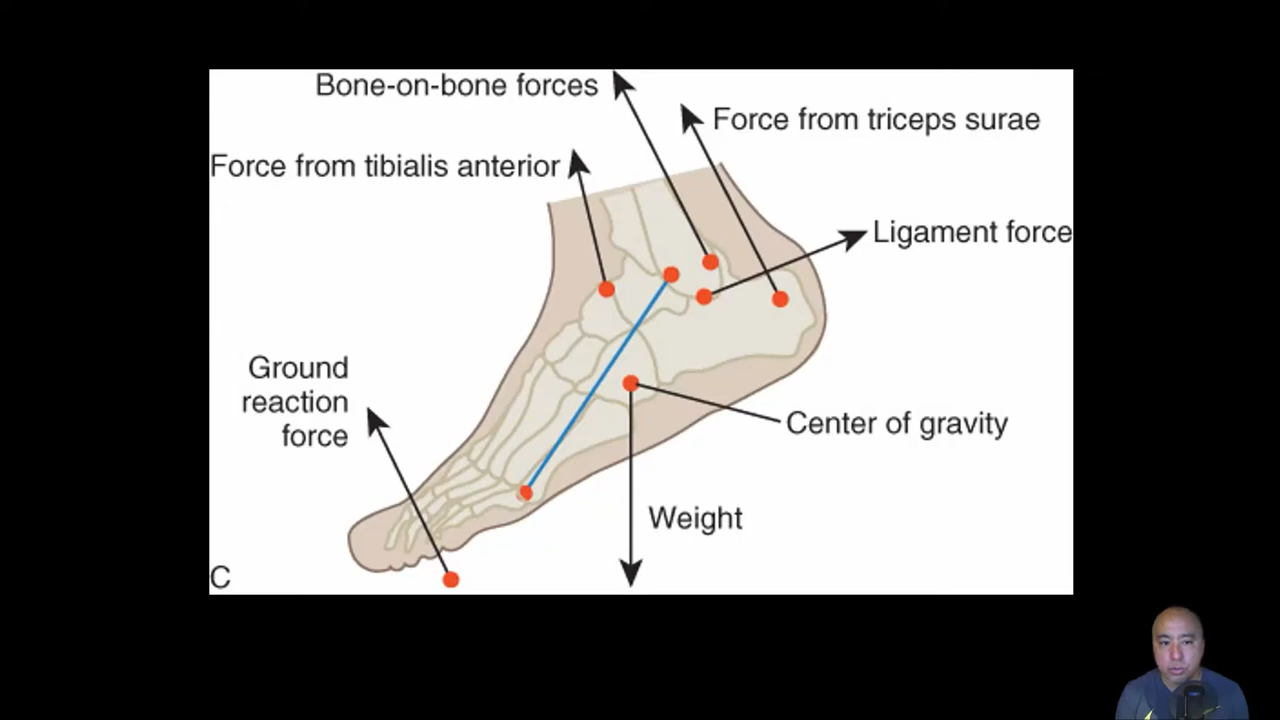 Bone-on-bone forces
Force from triceps surae
Force from tibialis anterior
Ligament force
Ground
reaction
force
Center of gravity
Weight
C